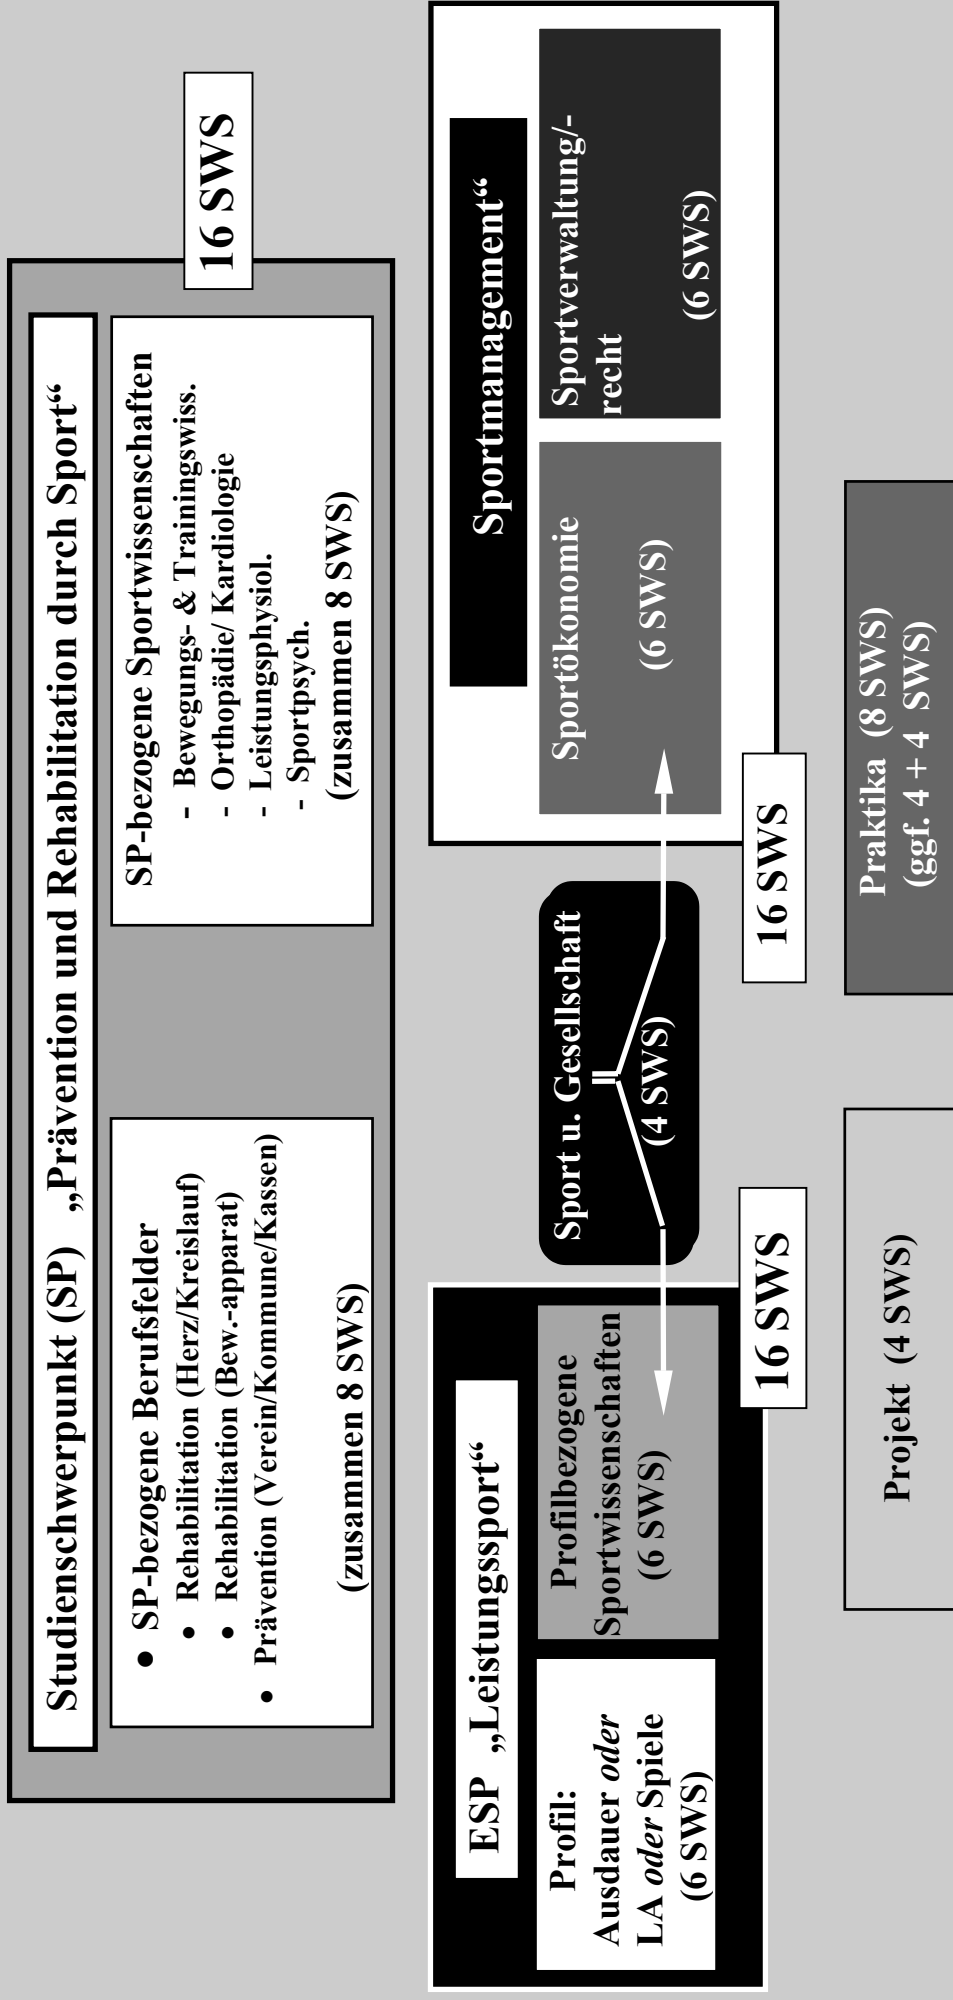 Studienschwerpunkt (SP) „Prävention und Rehabilitation durch Sport“
• SP-bezogene Berufsfelder
• Rehabilitation (Herz/Kreislauf)
• Rehabilitation (Bew.-apparat)
• Prävention (Verein/Kommune/Kassen)
(zusammen 8 SWS)
SP-bezogene Sportwissenschaften
- Bewegungs- & Trainingswiss.
- Orthopädie/ Kardiologie
- Leistungsphysiol.
- Sportpsych.
(zusammen 8 SWS)
16 SWS
ESP „Leistungssport“
Profil:
Ausdauer oder
LA oder Spiele
(6 SWS)
Profilbezogene
Sportwissenschaften
(6 SWS)
16 SWS
Sport u. Gesellschaft
(4 SWS)
Sportmanagement“
Sportökonomie
(6 SWS)
Sportverwaltung/-
recht
(6 SWS)
16 SWS
Projekt (4 SWS)
Praktika (8 SWS)
(ggf. 4 + 4 SWS)